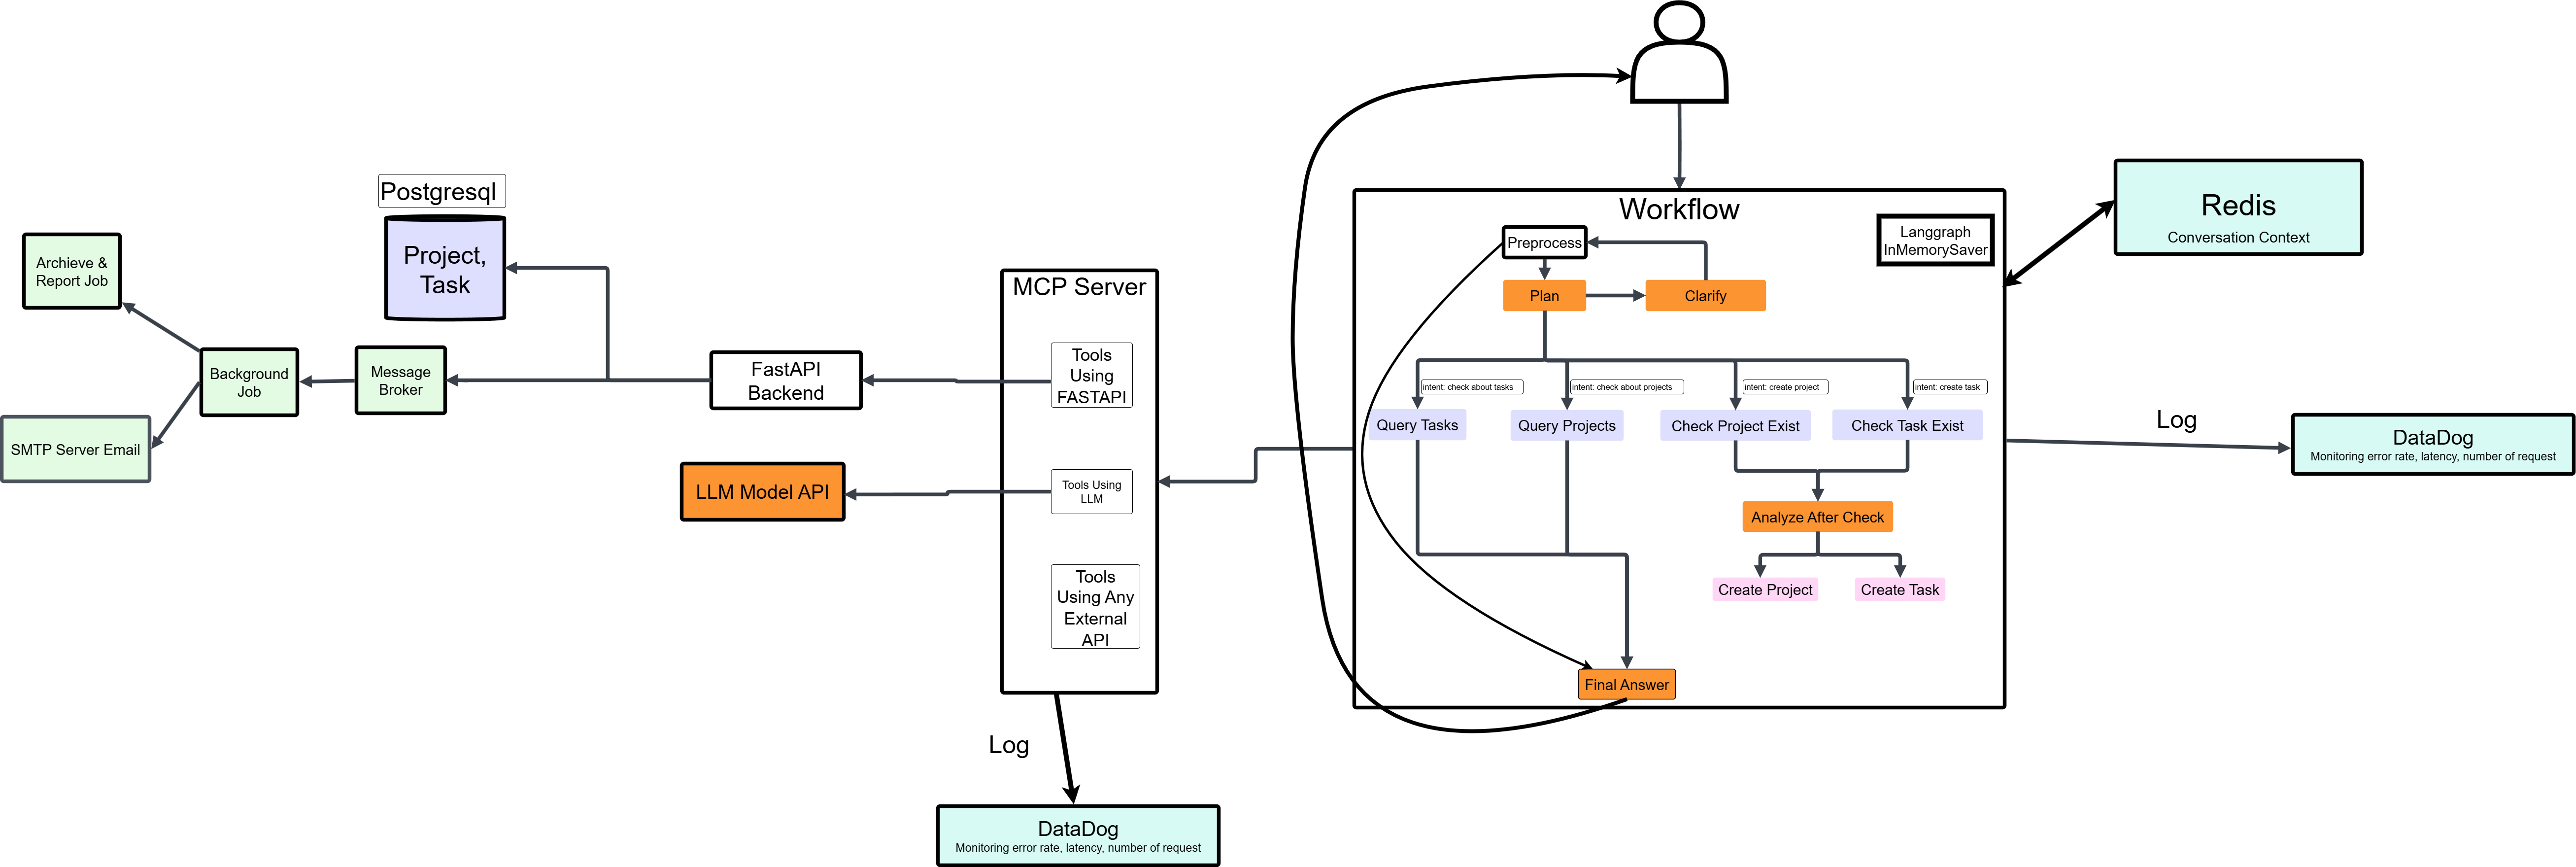 Postgresql
Project,
Task
Archieve &
Report Job
Background
Job
Message
Broker
SMTP Server Email
FastAPI
Backend
LLM Model API
MCP Server
Tools
Using
FASTAPI
Tools Using
LLM
Tools
Using Any
External
API
Log
DataDog
Monitoring error rate, latency, number of request
Workflow
Langgraph
InMemorySaver
Preprocess
Plan
Clarify
intent: check about tasks
intent: check about projects
intent: create project
intent: create task
Query Tasks
Query Projects
Check Project Exist
Check Task Exist
Analyze After Check
Create Project
Create Task
Final Answer
Redis
Conversation Context
Log
DataDog
Monitoring error rate, latency, number of request